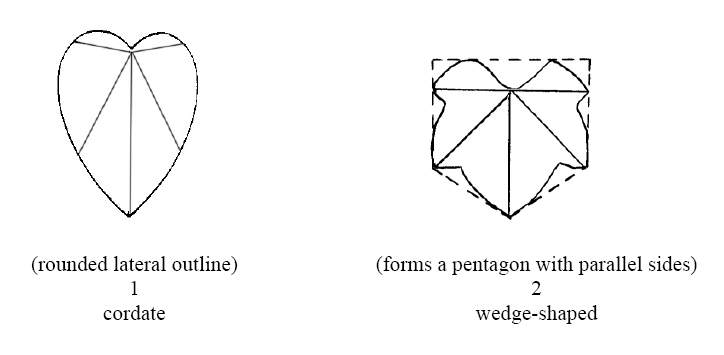 (rounded lateral outline)
1
cordate
(forms a pentagon with parallel sides)
2
wedge-shaped